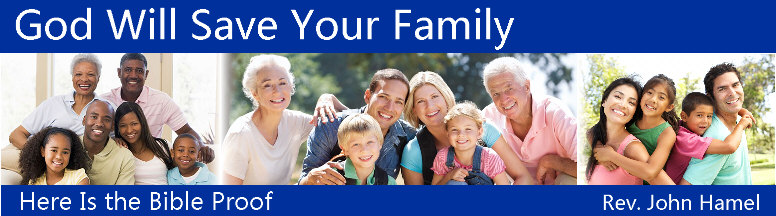 God Will Save Your Family
Here Is the Bible Proof
Rev. John Hamel